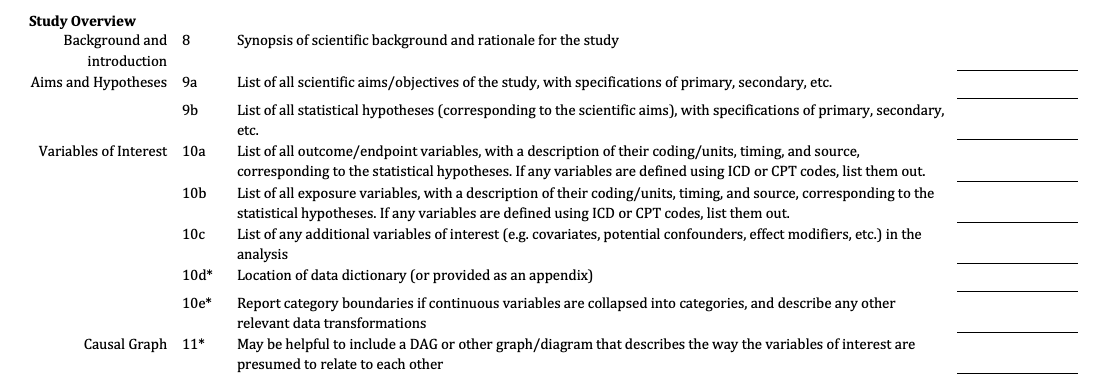 Study Overview
Background and 8 Synopsis of scientific background and rationale for the study
introduction
Aims and Hypotheses 9a List of all scientific aims/objectives of the study, with specifications of primary, secondary, etc.
9b List of all statistical hypotheses (corresponding to the scientific aims), with specifications of primary, secondary,
etc.
Variables of Interest 10a List of all outcome/endpoint variables, with a description of their coding/units, timing, and source,
corresponding to the statistical hypotheses. If any variables are defined using ICD or CPT codes, list them out.
10b List of all exposure variables, with a description of their coding/units, timing, and source, corresponding to the
statistical hypotheses. If any variables are defined using ICD or CPT codes, list them out.
10c List of any additional variables of interest (e.g. covariates, potential confounders, effect modifiers, etc.) in the
analysis
10d* Location of data dictionary (or provided as an appendix)
10e* Report category boundaries if continuous variables are collapsed into categories, and describe any other
relevant data transformations
Causal Graph 11* May be helpful to include a DAG or other graph/diagram that describes the way the variables of interest are
presumed to relate to each other